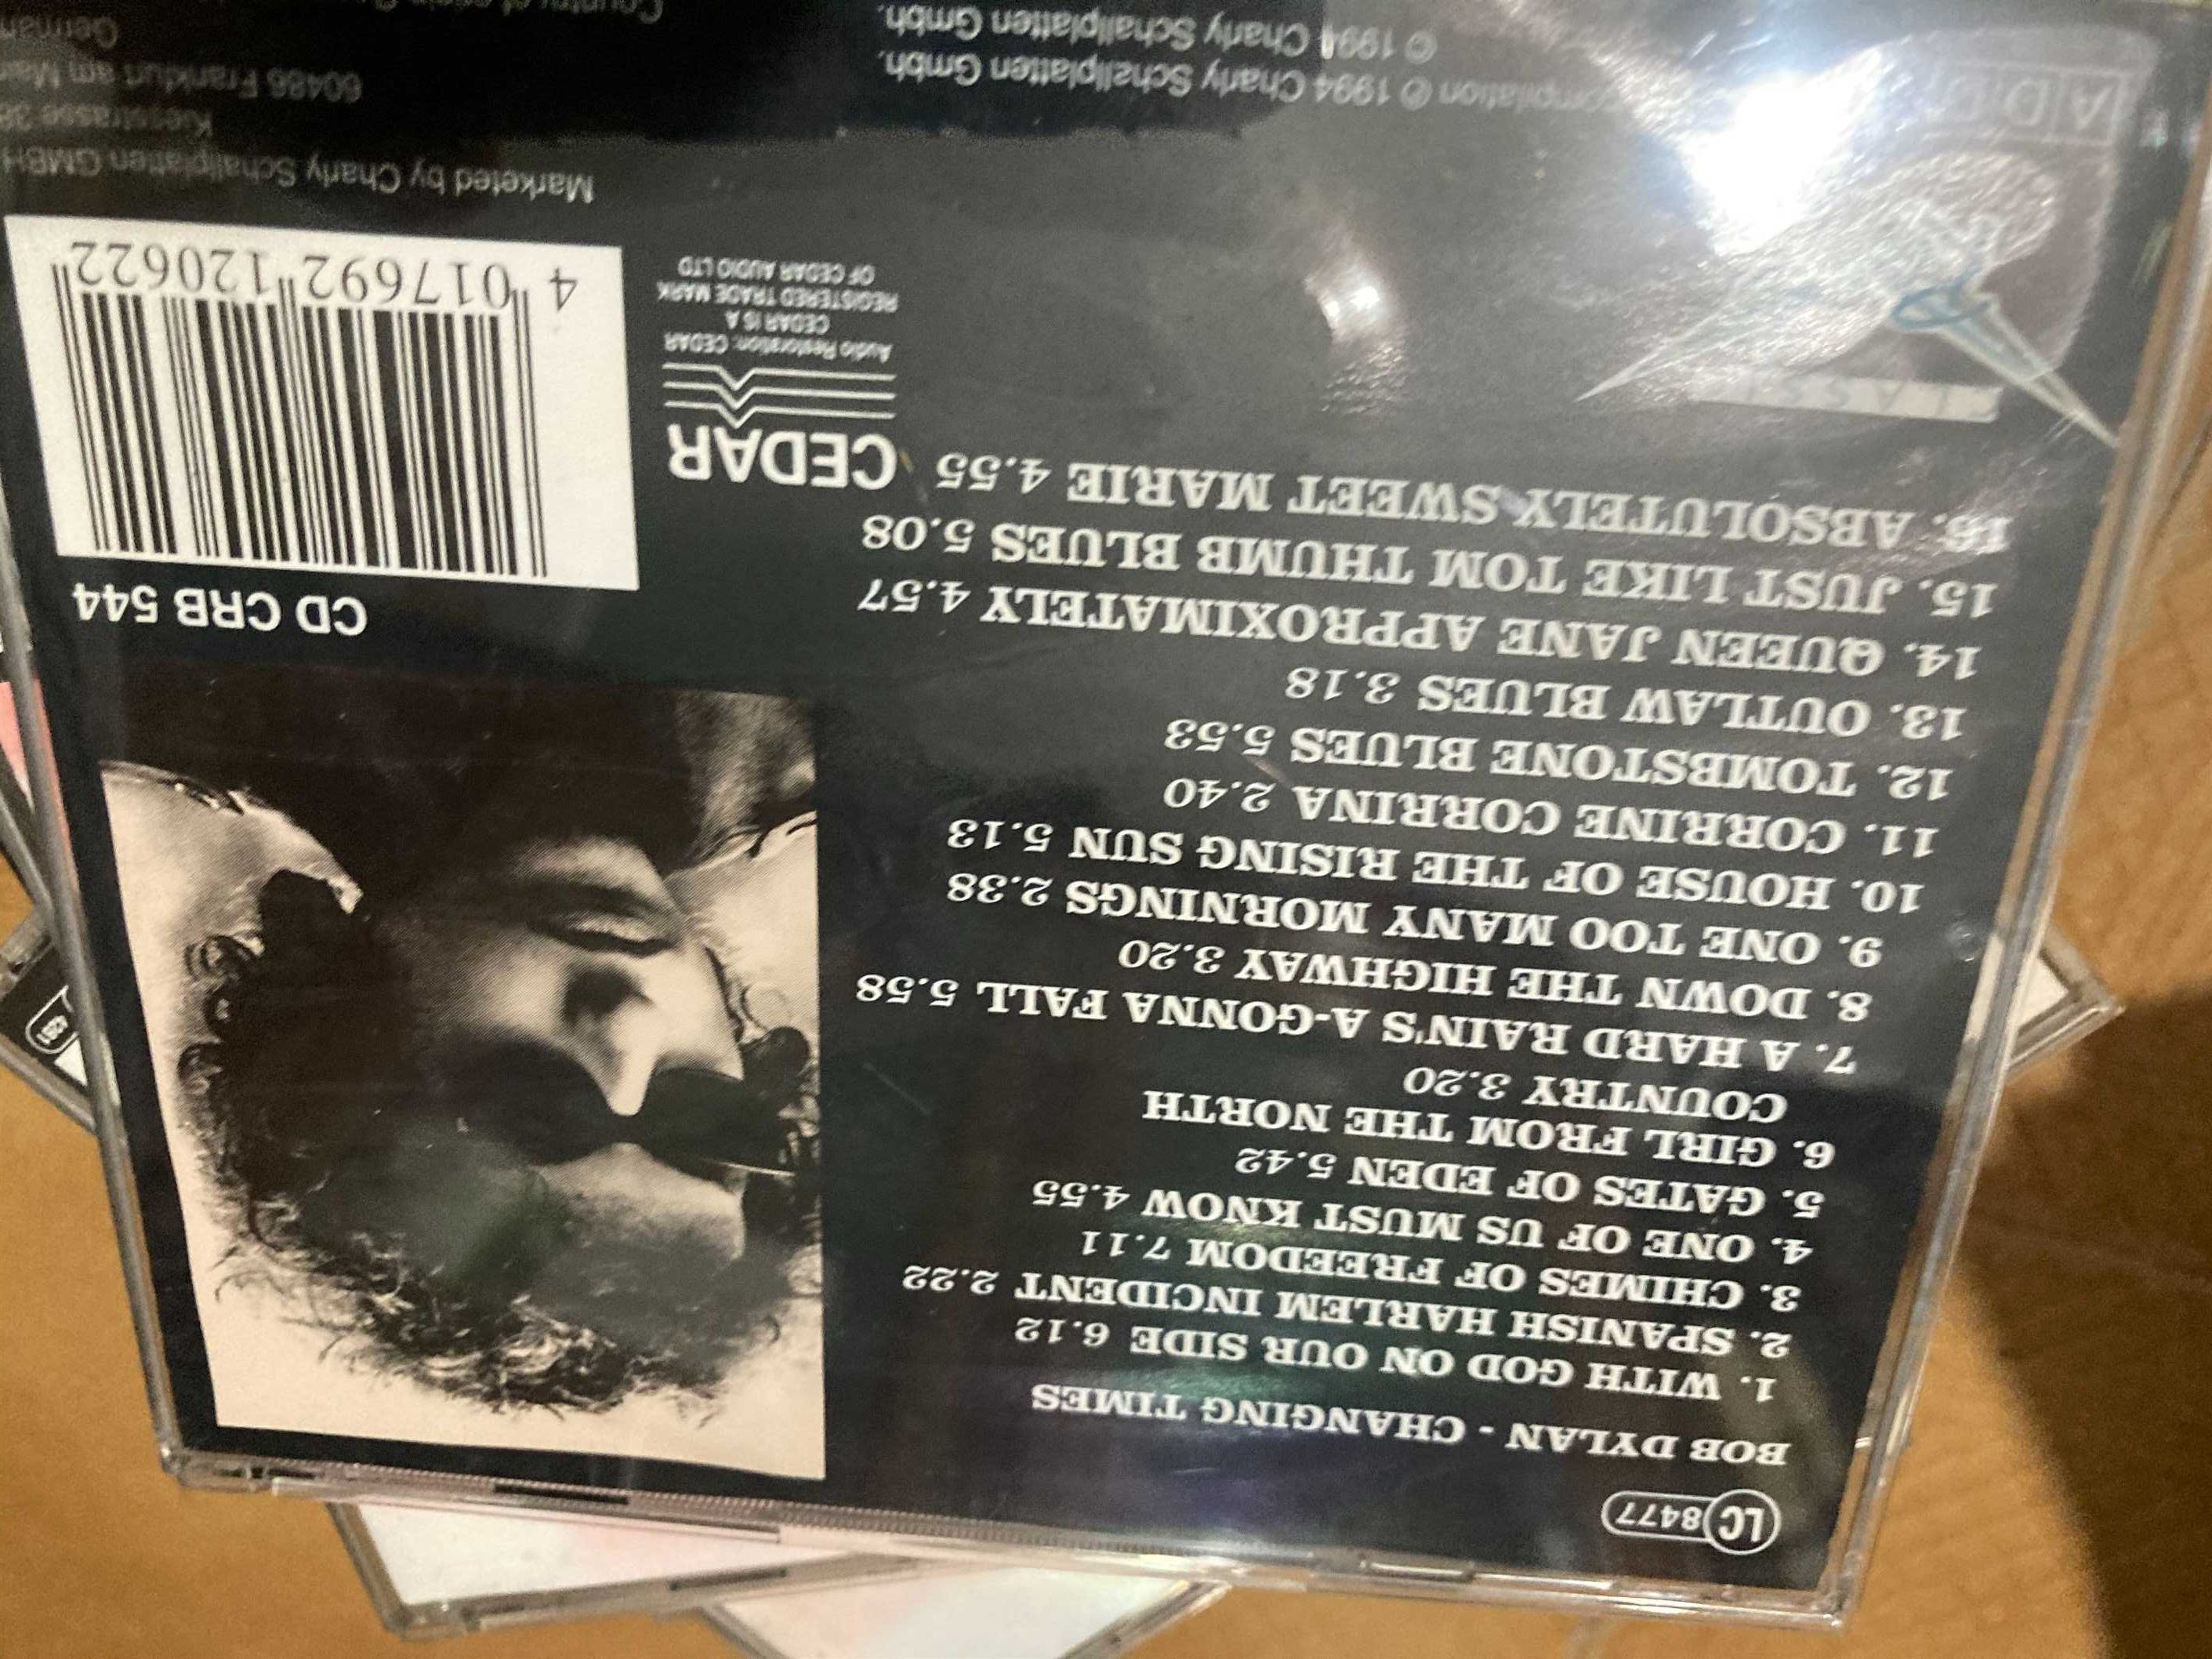 LC 8477
BOB DYLAN - CHANGING TIMES
1. WITH GOD ON OUR SIDE 6.12
2. SPANISH HARLEM INCIDENT 2.22
3. CHIMES OF FREEDOM 7.11
4. ONE OF US MUST KNOW 4.55
5. GATES OF EDEN 5.42
6. GIRL FROM THE NORTH
COUNTRY 3.20
7. A HARD RAIN'S A-GONNA FALL 5.58
8. DOWN THE HIGHWAY 3.20
9. ONE TOO MANY MORNINGS 2.38
10. HOUSE OF THE RISING SUN 5.13
11. CORRINE CORRINA 2.40
12. TOMBSTONE BLUES 5.53
13. OUTLAW BLUES 3.18
14. QUEEN JANE APPROXIMATELY 4.57
15. JUST LIKE TOM THUMB BLUES 5.08
16. ABSOLUTELY SWEET MARIE 4.55
CD CRB 544
CEDAR
Audio Restoration: CEDAR
CEDAR IS A
REGISTERED TRADE MARK
OF CEDAR AUDIO LTD
4 017692 120622
Marketed by Charly Schallplatten GMBH
60486 Frankfurt am
℗ 1994 Charly Schallplatten Gmbh.
© 1994 Charly Schallplatten Gmbh.
Country of